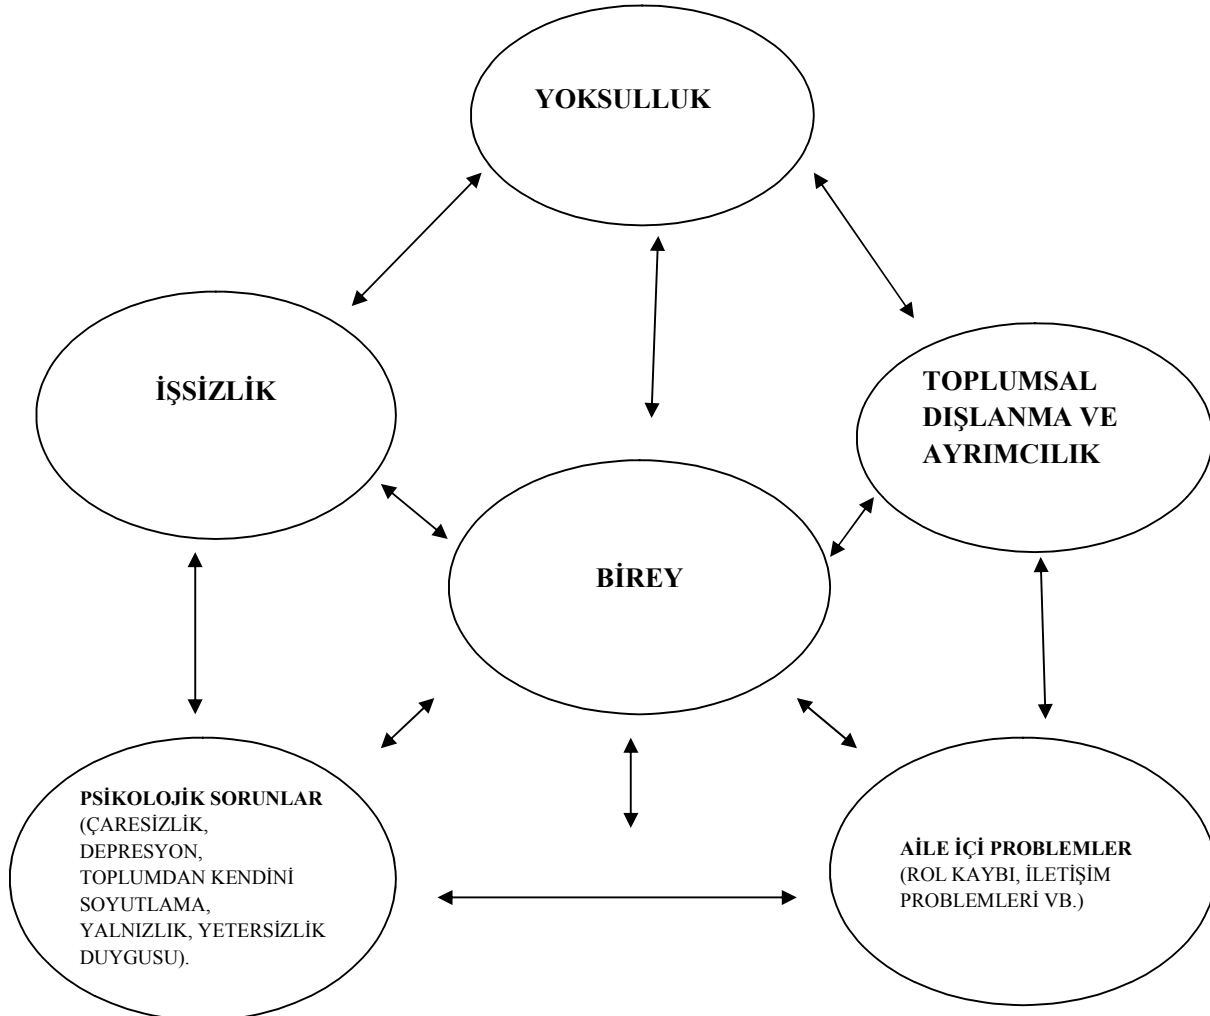 YOKSULLUK
İŞSİZLİK
TOPLUMSAL
DIŞLANMA VE
AYRIMCILIK
BİREY
PSİKOLOJİK SORUNLAR
(ÇARESİZLİK,
DEPRESYON,
TOPLUMDAN KENDİNİ
SOYUTLAMA,
YALNIZLIK, YETERSİZLİK
DUYGUSU).
AİLE İÇİ PROBLEMLER
(ROL KAYBI, İLETİŞİM
PROBLEMLERİ VB.)